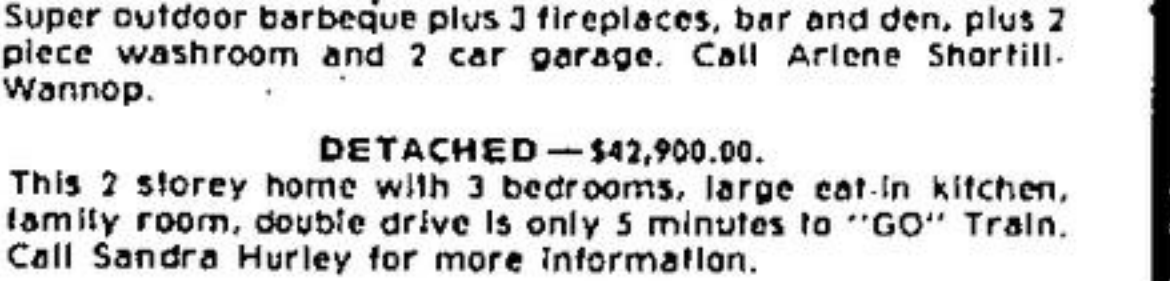 Super outdoor barbeque plus 3 fireplaces, bar and den, plus 2
piece washroom and 2 car garage. Call Arlene Shortill-
Wannop.
DETACHED — $42,900.00.
This 2 storey home with 3 bedrooms, large eat-in kitchen,
family room, double drive is only 5 minutes to "GO" Train.
Call Sandra Hurley for more information.